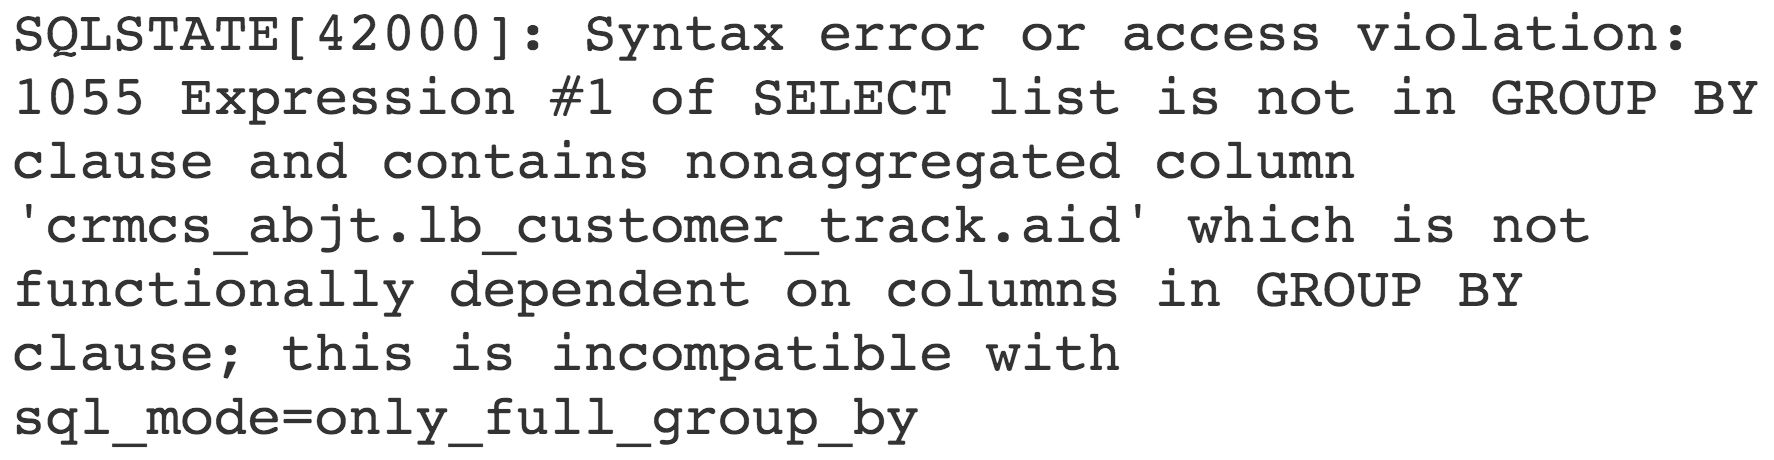 SQLSTATE[42000]: Syntax error or access violation:
1055 Expression #1 of SELECT list is not in GROUP BY
clause and contains nonaggregated column
'crmcs_abjt.lb_customer_track.aid' which is not
functionally dependent on columns in GROUP BY
clause; this is incompatible with
sql_mode=only_full_group_by